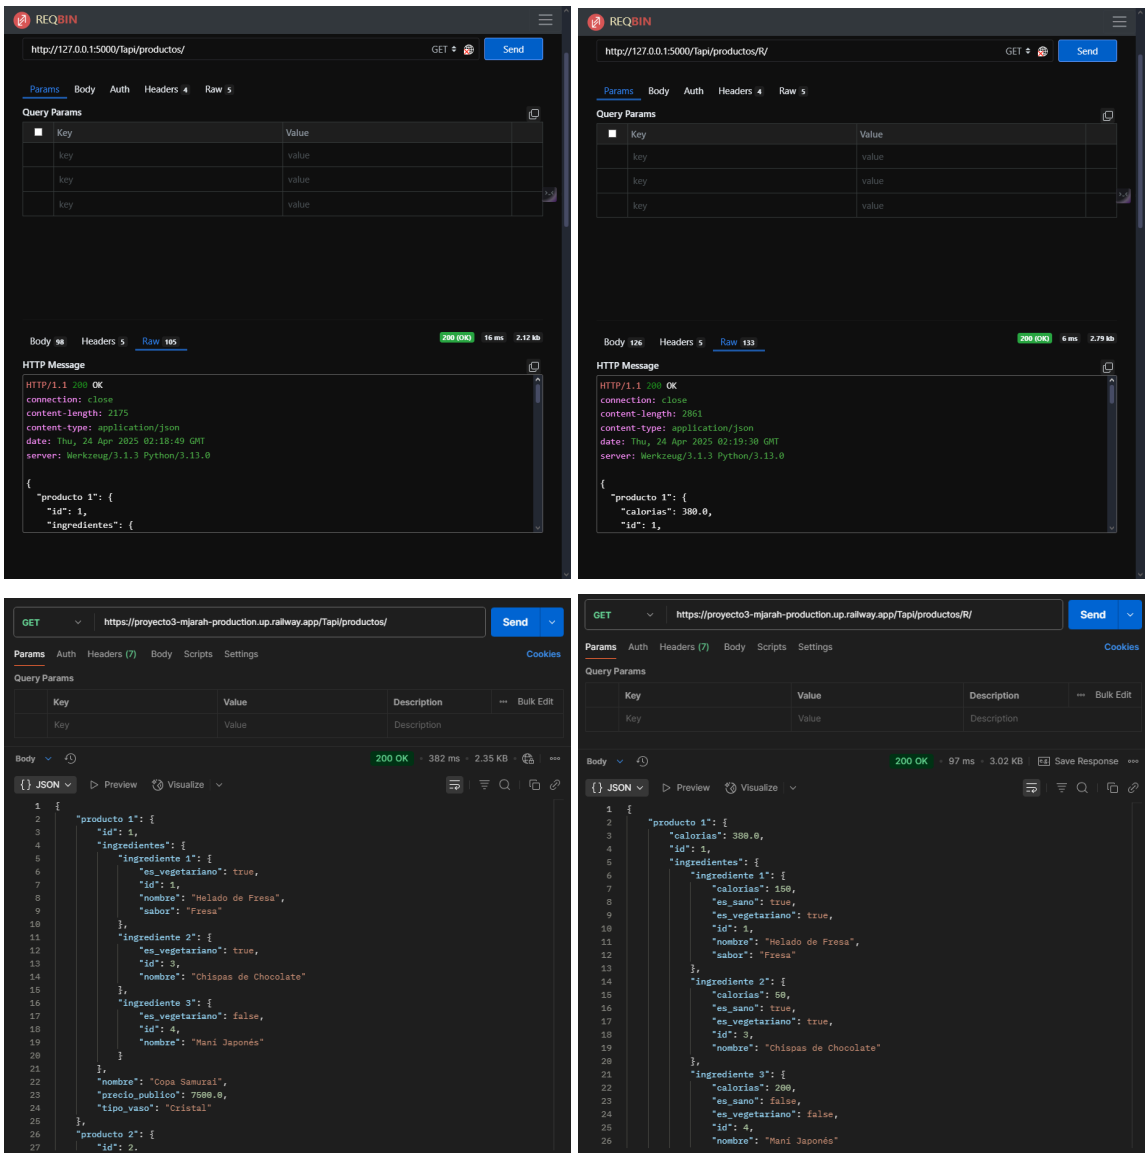 REQBIN
http://127.0.0.1:5000/Tapi/productos/ GET Send
Params Body Auth Headers 4 Raw 5
Query Params
Key Value
key value
key value
key value
Body 98 Headers 5 Raw 105 200 (OK) 16 ms 2.12 kb
HTTP Message
HTTP/1.1 200 OK
connection: close
content-length: 2175
content-type: application/json
date: Thu, 24 Apr 2025 02:18:49 GMT
server: Werkzeug/3.1.3 Python/3.13.0
{
"producto 1": {
"id": 1,
"ingredientes": {
REQBIN
http://127.0.0.1:5000/Tapi/productos/R/ GET Send
Params Body Auth Headers 4 Raw 5
Query Params
Key Value
key value
key value
key value
Body 126 Headers 5 Raw 133 200 (OK) 6 ms 2.79 kb
HTTP Message
HTTP/1.1 200 OK
connection: close
content-length: 2861
content-type: application/json
date: Thu, 24 Apr 2025 02:19:30 GMT
server: Werkzeug/3.1.3 Python/3.13.0
{
"producto 1": {
"calorias": 380.0,
"id": 1,
GET https://proyecto3-mjarah-production.up.railway.app/Tapi/productos/ Send
Params Auth Headers (7) Body Scripts Settings Cookies
Query Params
Key Value Description Bulk Edit
Key Value Description
Body 200 OK 382 ms 2.35 KB
{} JSON Preview Visualize
1 {
2 "producto 1": {
3 "id": 1,
4 "ingredientes": {
5 "ingrediente 1": {
6 "es_vegetariano": true,
7 "id": 1,
8 "nombre": "Helado de Fresa",
9 "sabor": "Fresa"
10 },
11 "ingrediente 2": {
12 "es_vegetariano": true,
13 "id": 3,
14 "nombre": "Chispas de Chocolate"
15 },
16 "ingrediente 3": {
17 "es_vegetariano": false,
18 "id": 4,
19 "nombre": "Maní Japonés"
20 }
21 },
22 "nombre": "Copa Samurai",
23 "precio_publico": 7500.0,
24 "tipo_vaso": "Cristal"
25 },
26 "producto 2": {
27 "id": 2,
GET https://proyecto3-mjarah-production.up.railway.app/Tapi/productos/R/ Send
Params Auth Headers (7) Body Scripts Settings Cookies
Query Params
Key Value Description Bulk Edit
Key Value Description
Body 200 OK 97 ms 3.02 KB Save Response
{} JSON Preview Visualize
1 {
2 "producto 1": {
3 "calorias": 380.0,
4 "id": 1,
5 "ingredientes": {
6 "ingrediente 1": {
7 "calorias": 150,
8 "es_sano": true,
9 "es_vegetariano": true,
10 "id": 1,
11 "nombre": "Helado de Fresa",
12 "sabor": "Fresa"
13 },
14 "ingrediente 2": {
15 "calorias": 50,
16 "es_sano": true,
17 "es_vegetariano": true,
18 "id": 3,
19 "nombre": "Chispas de Chocolate"
20 },
21 "ingrediente 3": {
22 "calorias": 200,
23 "es_sano": false,
24 "es_vegetariano": false,
25 "id": 4,
26 "nombre": "Maní Japonés"